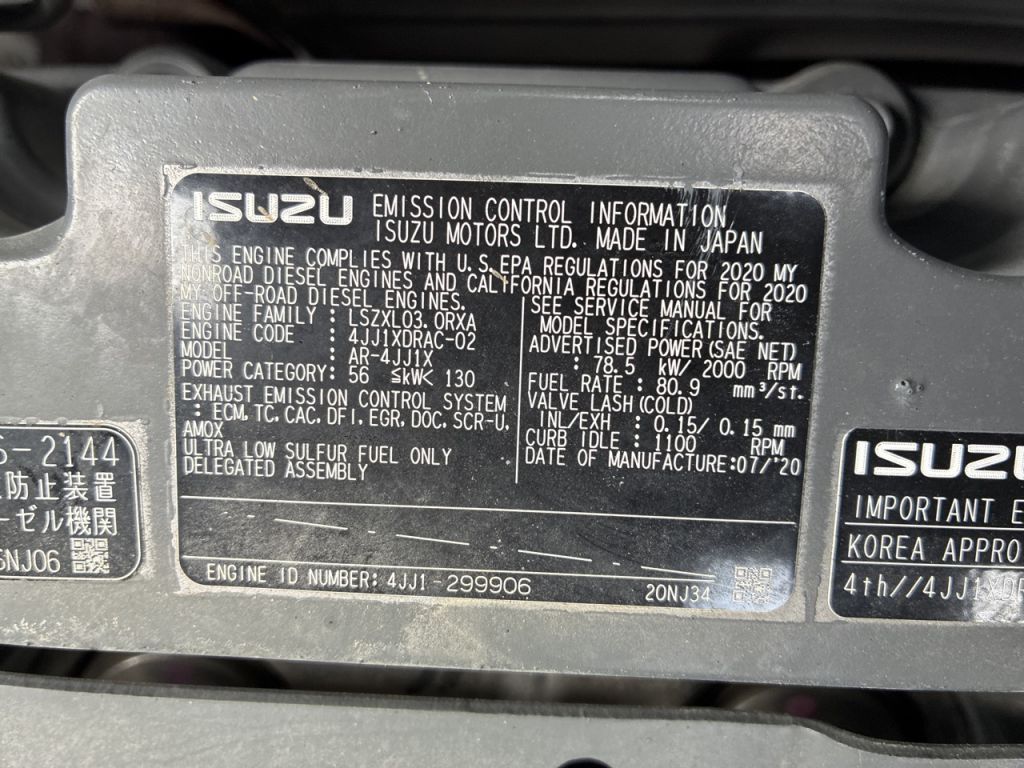 ISUZU EMISSION CONTROL INFORMATION
ISUZU MOTORS LTD. MADE IN JAPAN
THIS ENGINE COMPLIES WITH U.S.EPA REGULATIONS FOR 2020 MY
NONROAD DIESEL ENGINES AND CALIFORNIA REGULATIONS FOR 2020
MY OFF-ROAD DIESEL ENGINES.
ENGINE FAMILY : LSZXL03.0RXA
ENGINE CODE : 4JJ1XDRAC-02
MODEL : AR-4JJ1X
POWER CATEGORY: 56 ≦kW< 130
EXHAUST EMISSION CONTROL SYSTEM
: ECM, TC, CAC, DFI, EGR, DOC, SCR-U,
AMOX
ULTRA LOW SULFUR FUEL ONLY
DELEGATED ASSEMBLY
SEE SERVICE MANUAL FOR
MODEL SPECIFICATIONS.
ADVERTISED POWER(SAE NET)
: 78.5 kW/ 2000 RPM
FUEL RATE : 80.9 mm³/st.
VALVE LASH(COLD)
INL/EXH : 0.15/ 0.15 mm
CURB IDLE : 1100 RPM
DATE OF MANUFACTURE:07/'20
ENGINE ID NUMBER: 4JJ1-299906 20NJ34
-2144
防止装置
ーゼル機関
NJ06
ISUZU
IMPORTANT E
KOREA APPRO
4th//4JJ1XD